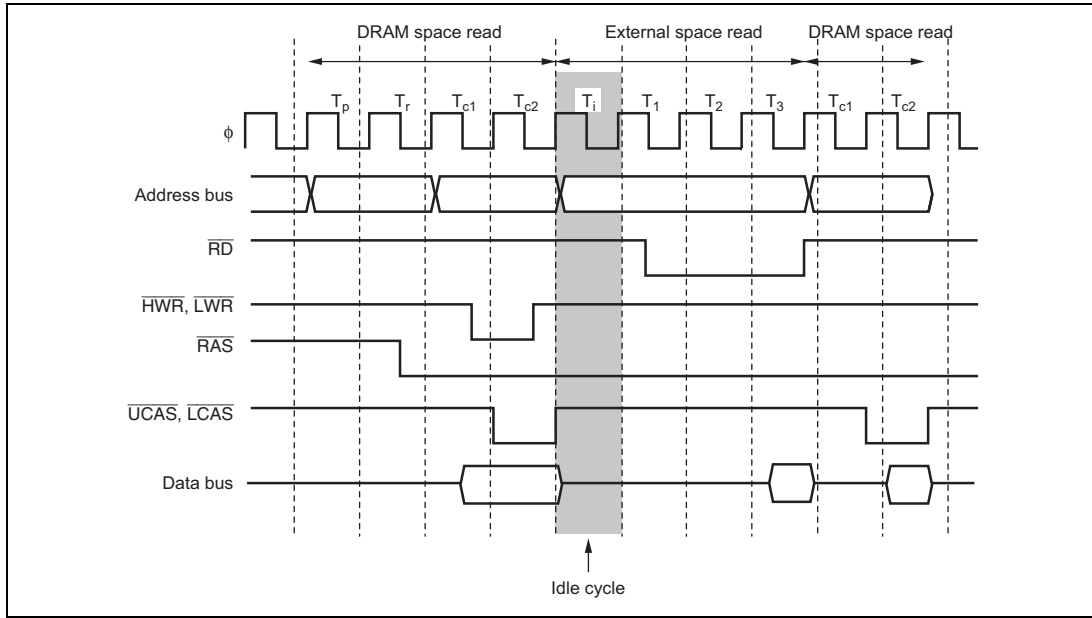 DRAM space read External space read DRAM space read
Tp Tr Tc1 Tc2 Ti T1 T2 T3 Tc1 Tc2
ϕ
Address bus
RD
HWR, LWR
RAS
UCAS, LCAS
Data bus
Idle cycle